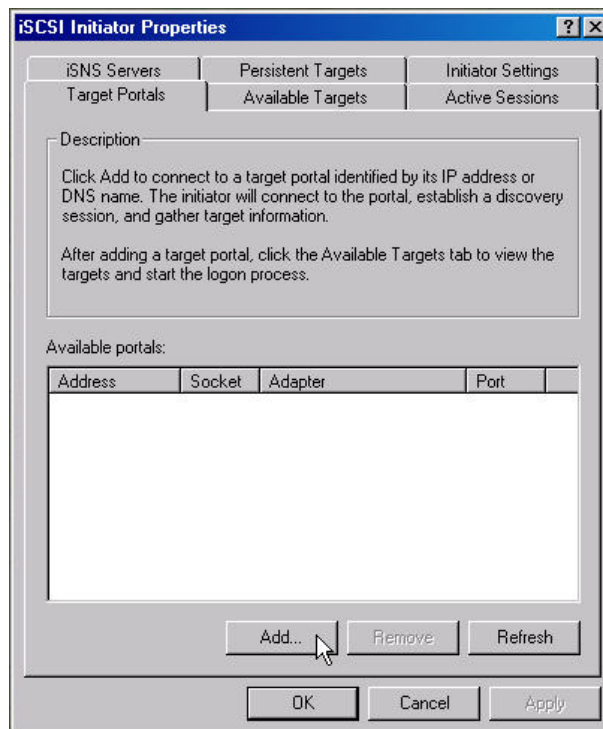 iSCSI Initiator Properties
iSNS Servers Persistent Targets Initiator Settings
Target Portals Available Targets Active Sessions
Description
Click Add to connect to a target portal identified by its IP address or
DNS name. The initiator will connect to the portal, establish a discovery
session, and gather target information.
After adding a target portal, click the Available Targets tab to view the
targets and start the logon process.
Available portals:
Address Socket Adapter Port
Add... Remove Refresh
OK Cancel Apply